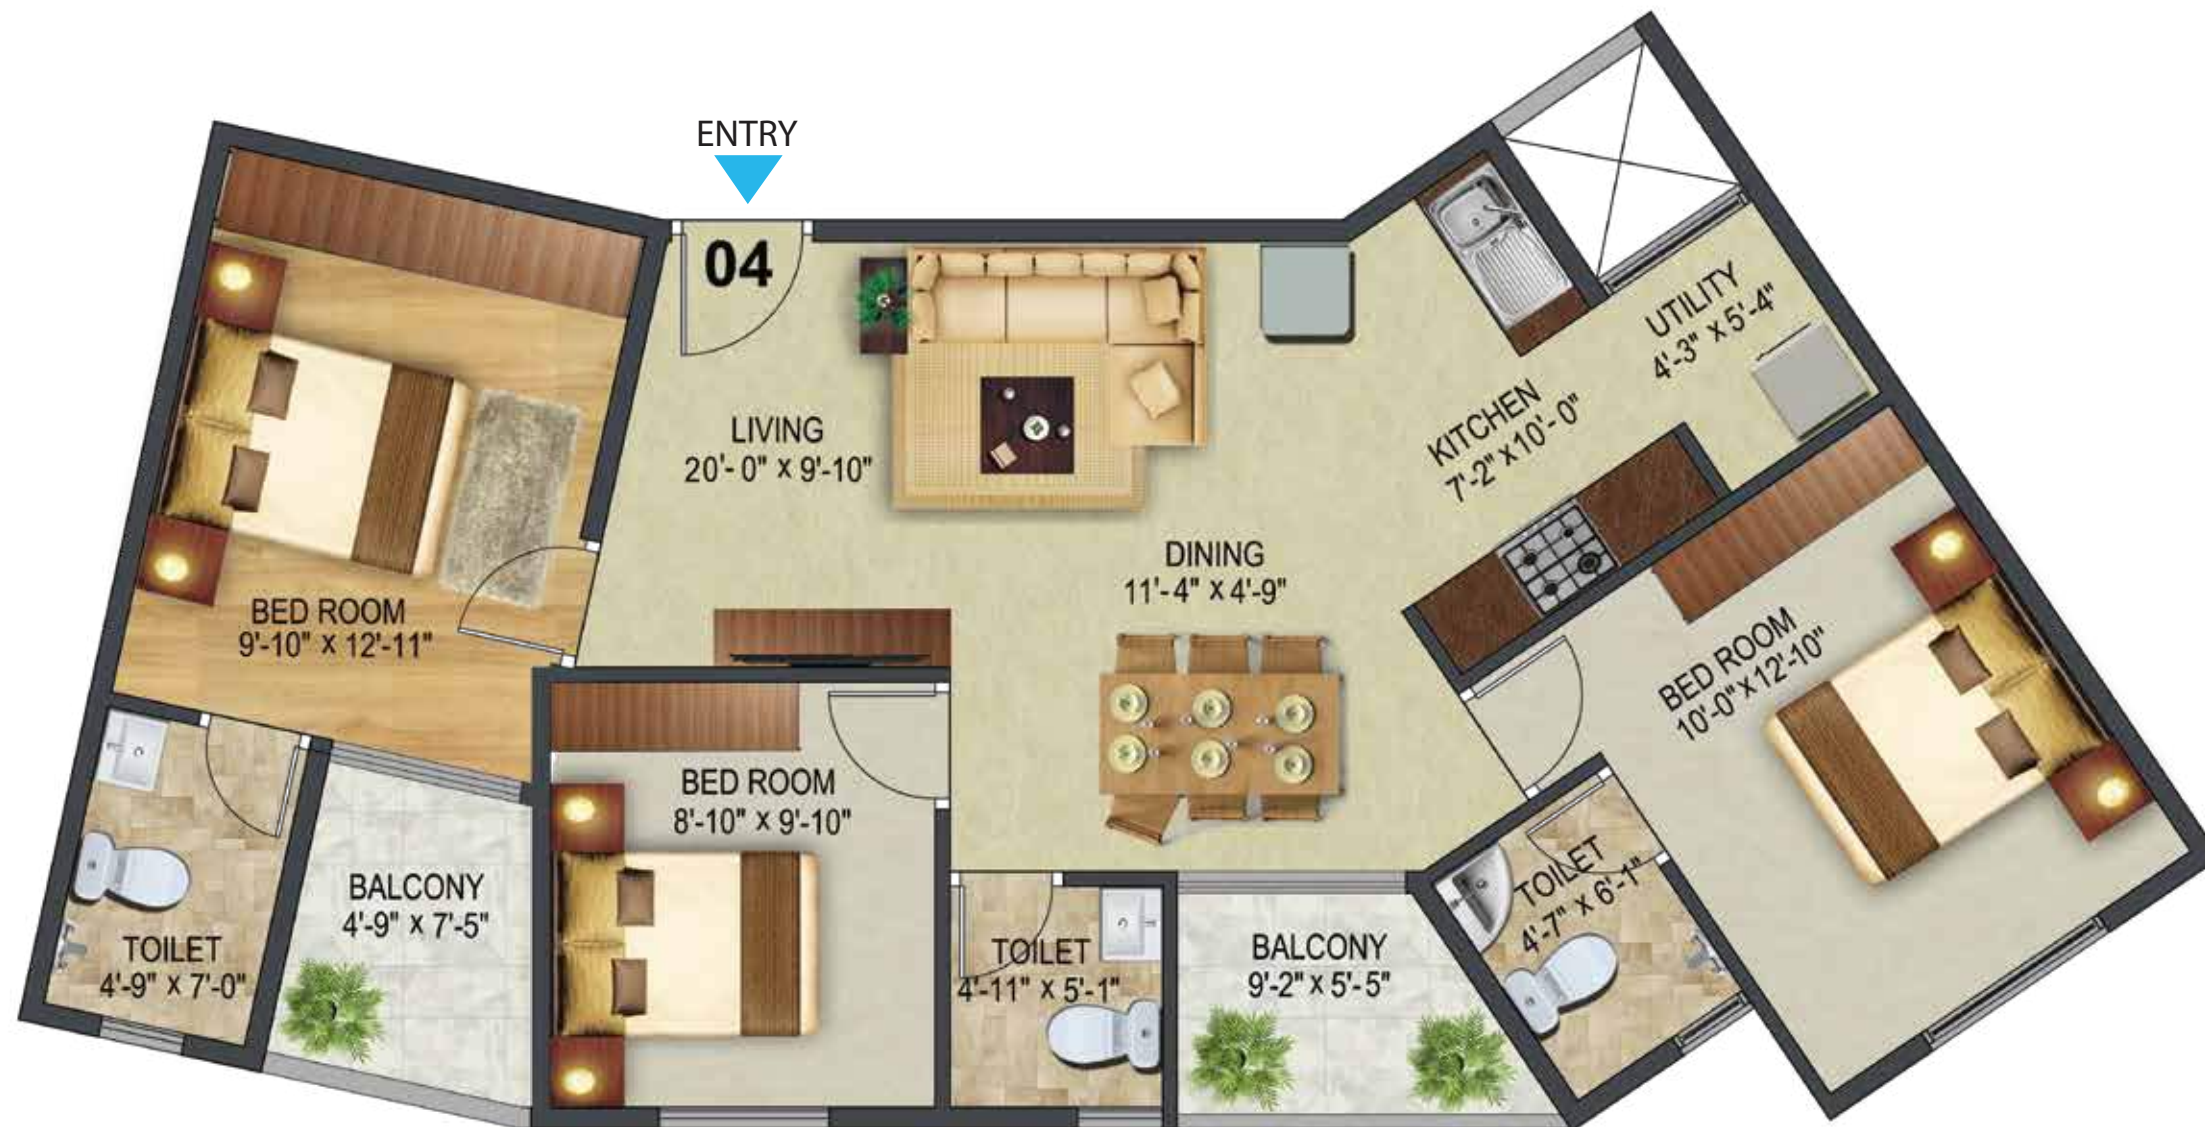 ENTRY
04
LIVING
20'- 0" x 9'-10"
UTILITY
4'-3" x 5'-4"
KITCHEN
7'-2" x 10'- 0"
DINING
11'- 4" x 4'-9"
BED ROOM
9'-10" x 12'-11"
BED ROOM
10'-0" x 12'-10"
BED ROOM
8'-10" x 9'-10"
BALCONY
4'-9" x 7'-5"
TOILET
4'-9" x 7'-0"
TOILET
4'-11" x 5'-1"
BALCONY
9'-2" x 5'-5"
TOILET
4'-7" x 6'-1"